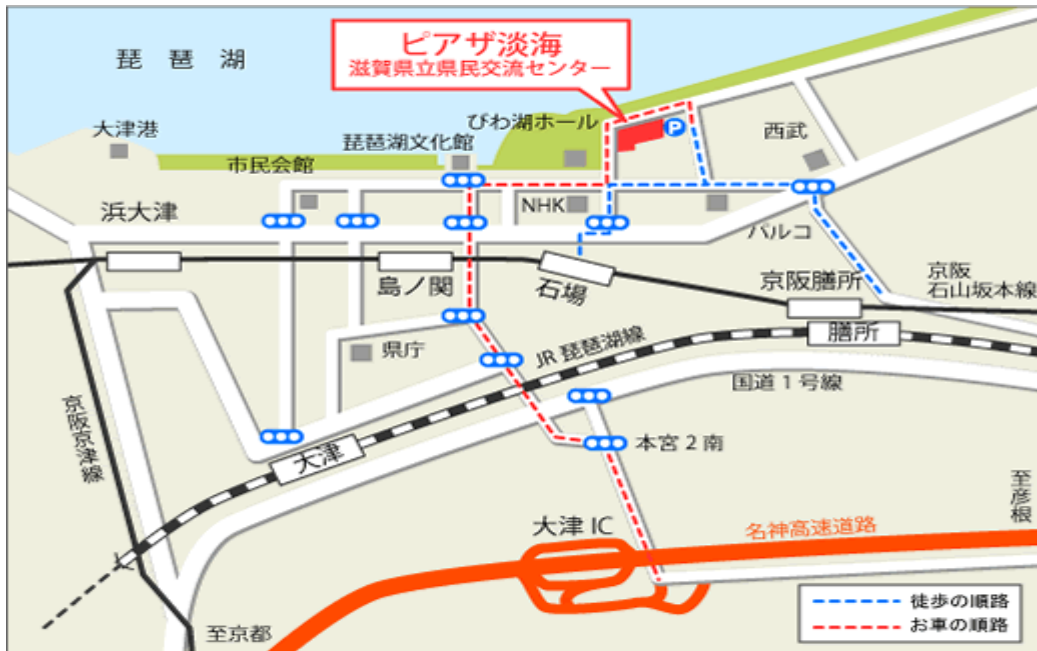 ピアザ淡海
滋賀県立県民交流センター
琵琶湖
大津港
琵琶湖文化館
びわ湖ホール
P
西武
市民会館
浜大津
NHK
パルコ
島ノ関
石場
京阪膳所
京阪
石山坂本線
県庁
JR 琵琶湖線
膳所
国道1号線
京阪京津線
大津
本宮2南
至彦根
大津 IC
名神高速道路
至京都
徒歩の順路
お車の順路